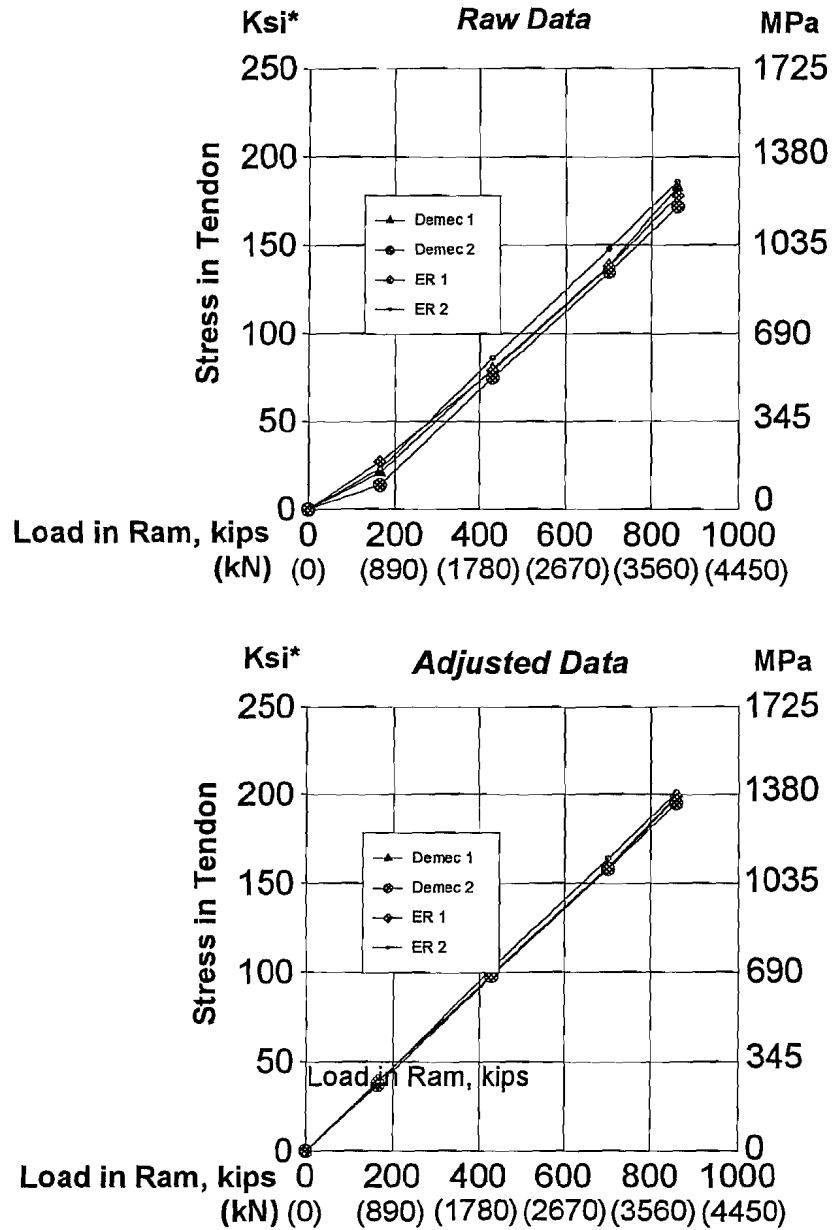 Ksi* Raw Data MPa
250 1725
200 1380
150 1035
100 690
50 345
0 0
Stress in Tendon
Demec 1
Demec 2
ER 1
ER 2
Load in Ram, kips 0 200 400 600 800 1000
(kN) (0) (890) (1780) (2670) (3560) (4450)
Ksi* Adjusted Data MPa
250 1725
200 1380
150 1035
100 690
50 345
0 0
Stress in Tendon
Demec 1
Demec 2
ER 1
ER 2
Load in Ram, kips
Load in Ram, kips 0 200 400 600 800 1000
(kN) (0) (890) (1780) (2670) (3560) (4450)